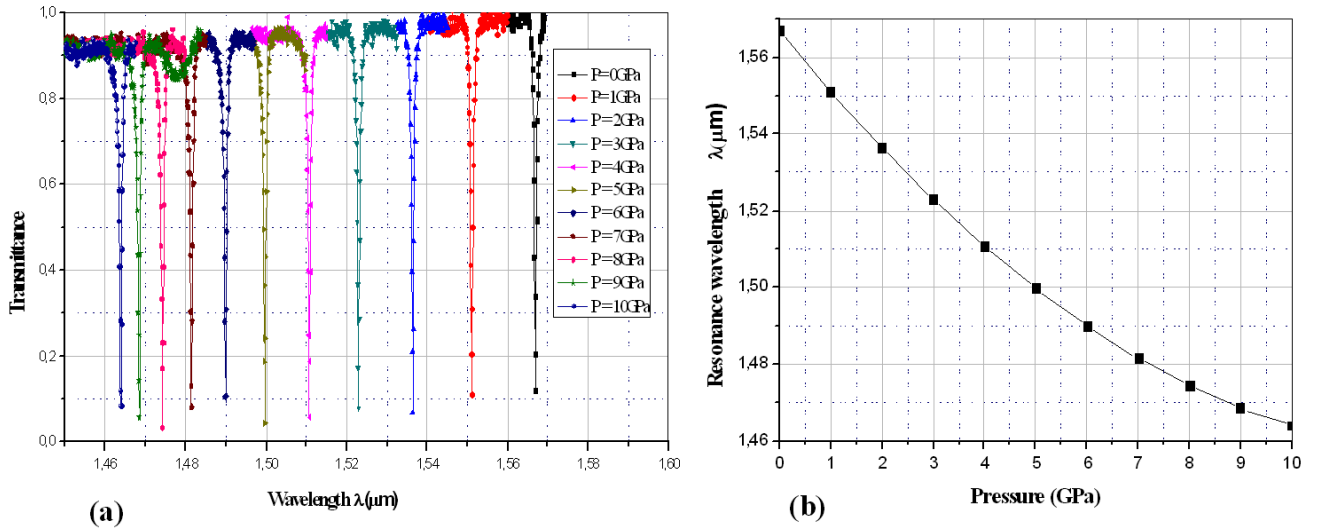 1,0
0,8
0,6
0,4
0,2
0,0
Transmittance
1,46
1,48
1,50
1,52
1,54
1,56
1,58
1,60
Wavelength λ(μm)
P=0GPa
P=1GPa
P=2GPa
P=3GPa
P=4GPa
P=5GPa
P=6GPa
P=7GPa
P=8GPa
P=9GPa
P=10GPa
(a)
1,56
1,54
1,52
1,50
1,48
1,46
Resonance wavelength λ(μm)
0 1 2 3 4 5 6 7 8 9 10
Pressure (GPa)
(b)